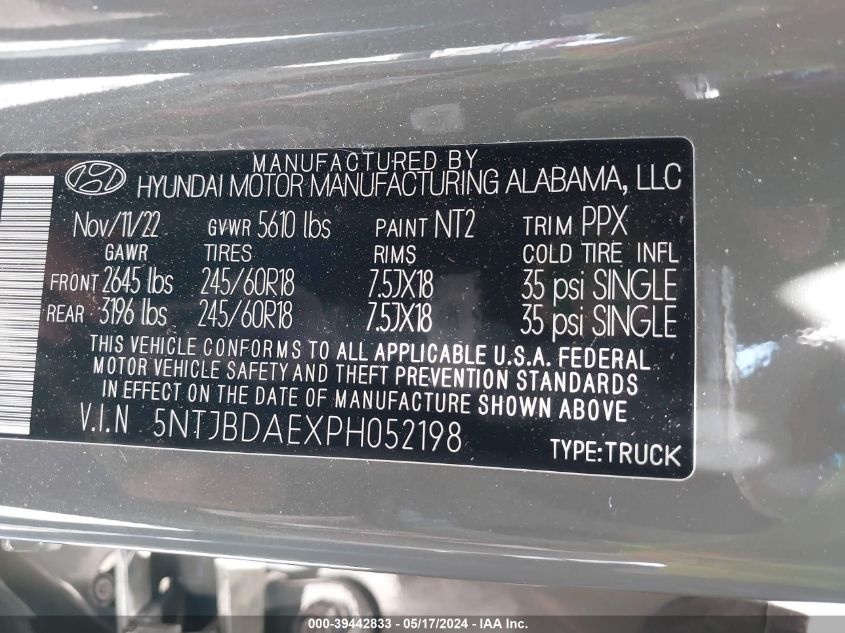 MANUFACTURED BY
HYUNDAI MOTOR MANUFACTURING ALABAMA, LLC
Nov/11/22 GVWR 5610 lbs PAINT NT2 TRIM PPX
GAWR TIRES RIMS COLD TIRE INFL
FRONT 2645 lbs 245/60R18 7.5JX18 35 psi SINGLE
REAR 3196 lbs 245/60R18 7.5JX18 35 psi SINGLE
THIS VEHICLE CONFORMS TO ALL APPLICABLE U.S.A. FEDERAL
MOTOR VEHICLE SAFETY AND THEFT PREVENTION STANDARDS
IN EFFECT ON THE DATE OF MANUFACTURE SHOWN ABOVE
V.I.N 5NTJBDAEXPH052198
TYPE:TRUCK
000-39442833 - 05/17/2024 - IAAI Inc.